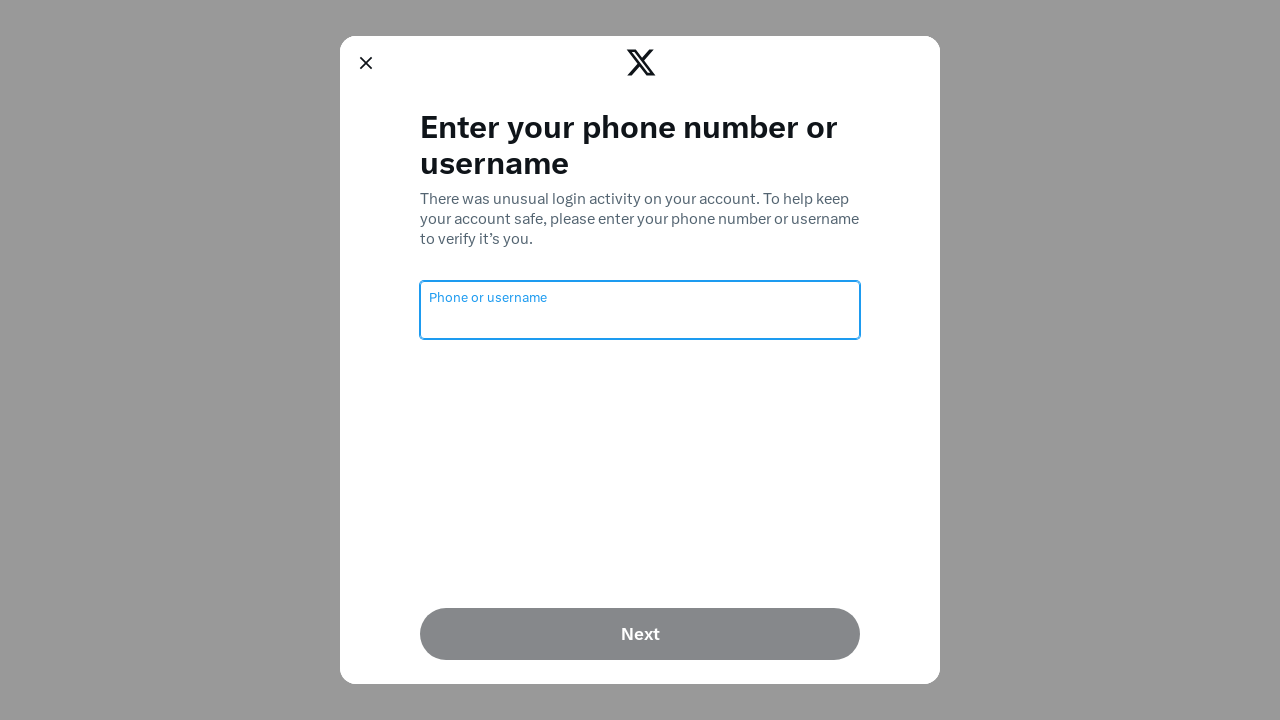 Enter your phone number or
username
There was unusual login activity on your account. To help keep
your account safe, please enter your phone number or username
to verify it’s you.
Phone or username
Next